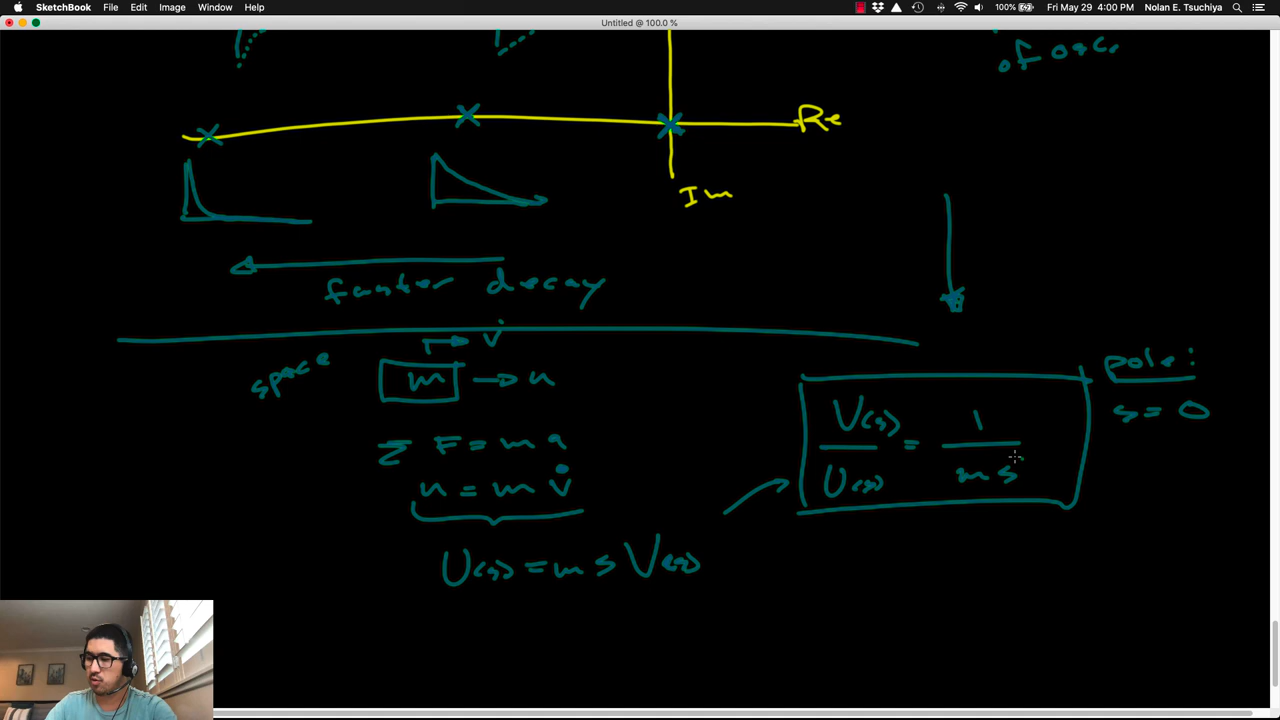 SketchBook File Edit Image Window Help 100% Fri May 29 4:00 PM Nolan E. Tsuchiya
Untitled @ 100.0 %
of osc.
Re
Im
faster decay
space
m → u
v
Σ F = m a
u = m v̇
U(s) = m s V(s)
V(s) / U(s) = 1 / m s
pole:
s = 0